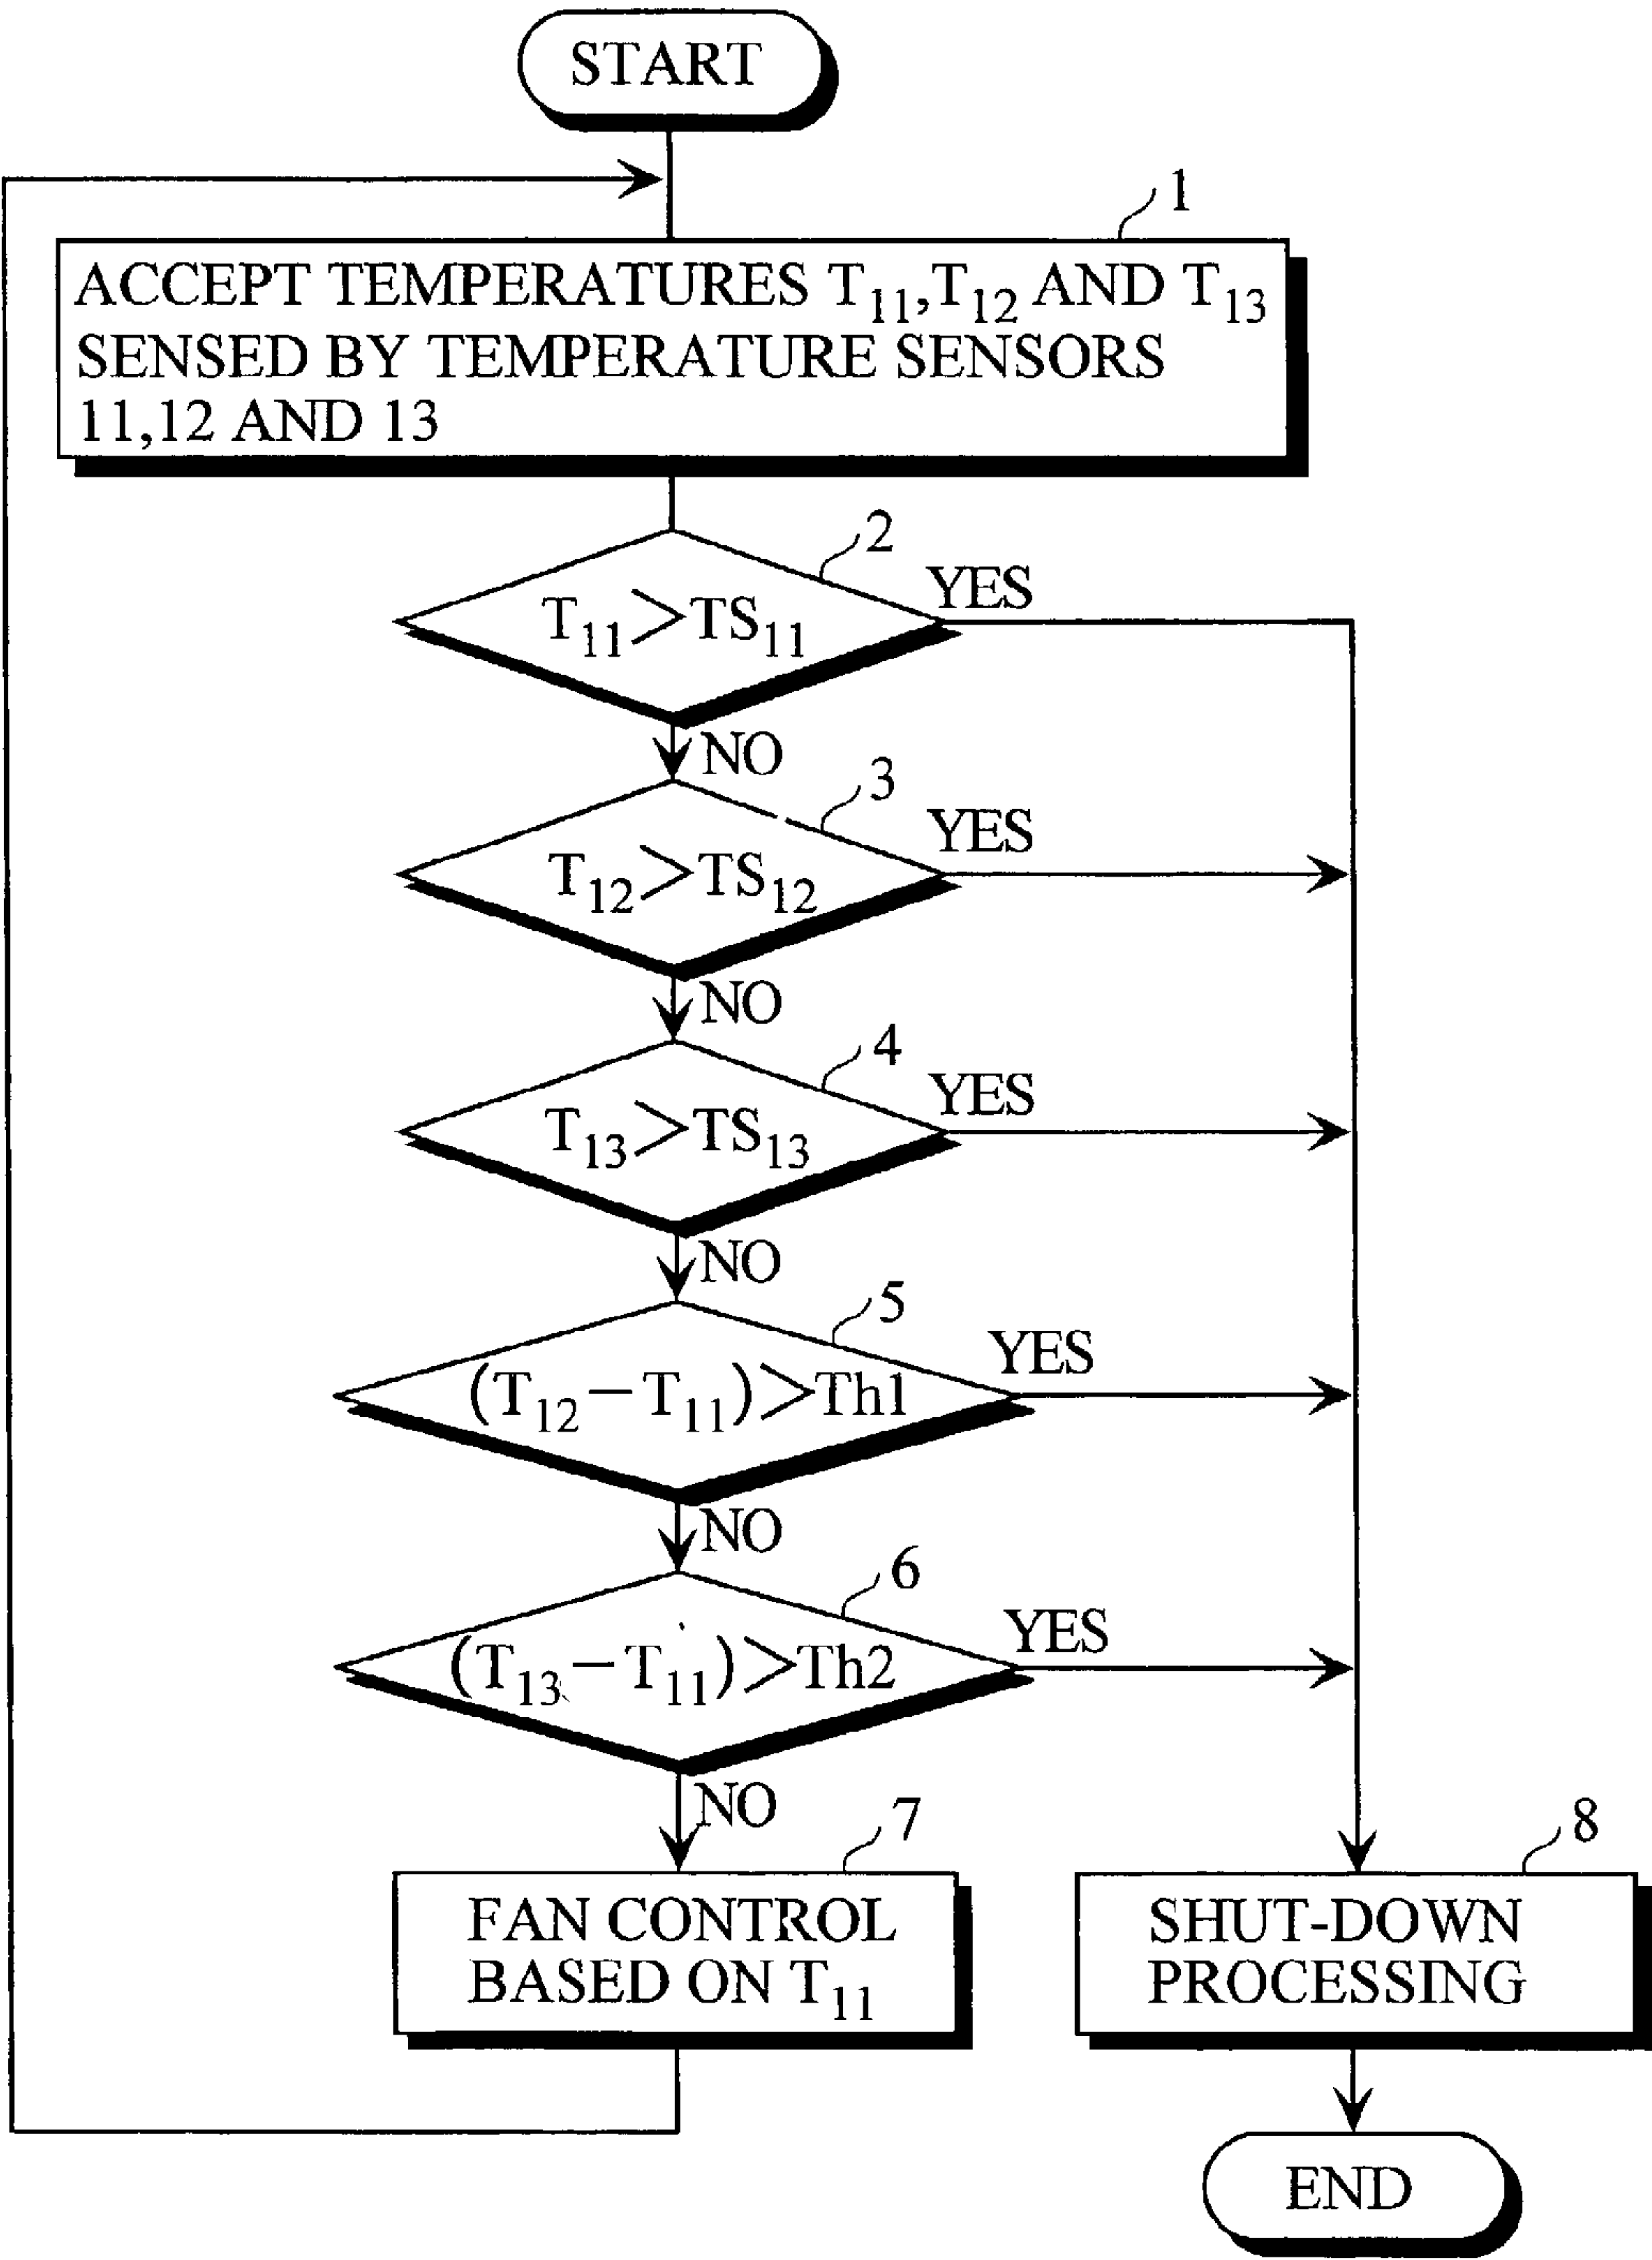 START
1
ACCEPT TEMPERATURES T11,T12 AND T13
SENSED BY TEMPERATURE SENSORS
11,12 AND 13
2
T11>TS11
YES
NO
3
T12>TS12
YES
NO
4
T13>TS13
YES
NO
5
(T12−T11)>Th1
YES
NO
6
(T13−T11)>Th2
YES
NO
7
FAN CONTROL
BASED ON T11
8
SHUT-DOWN
PROCESSING
END